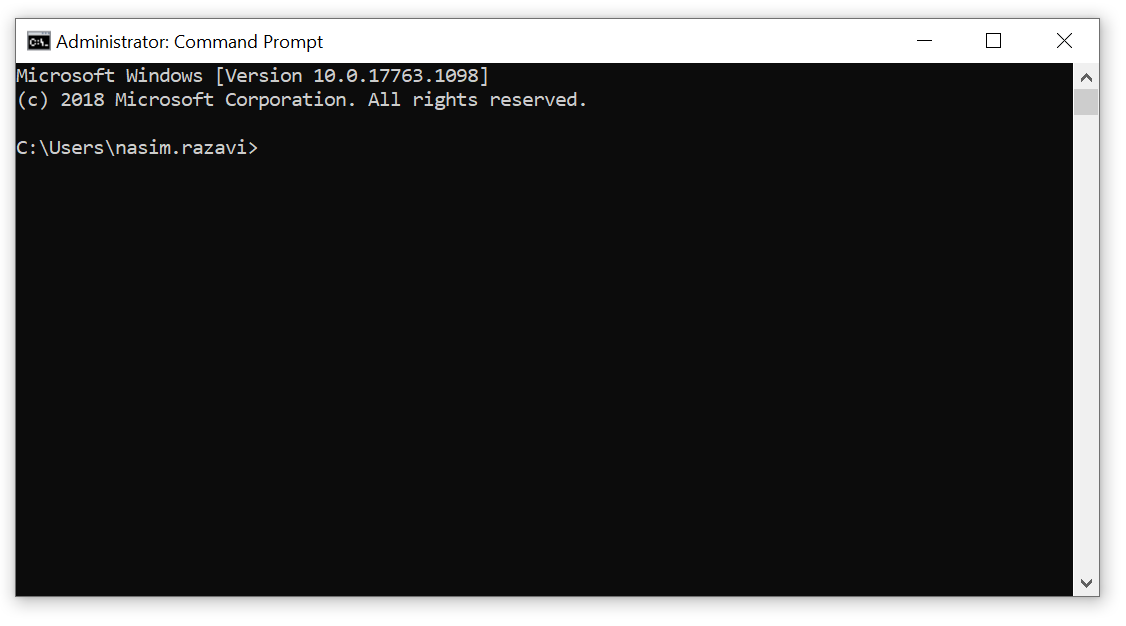 Administrator: Command Prompt
Microsoft Windows [Version 10.0.17763.1098]
(c) 2018 Microsoft Corporation. All rights reserved.
C:\Users\nasim.razavi>